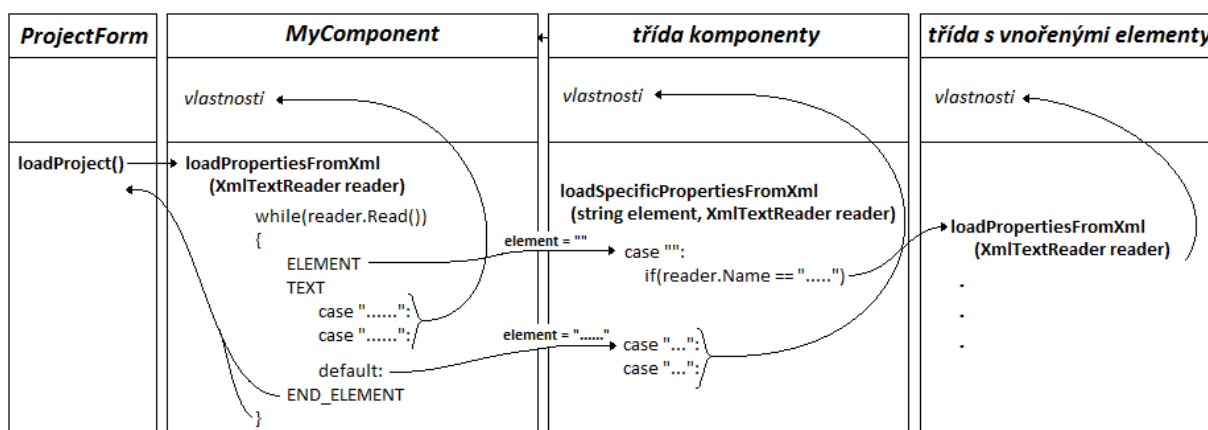 ProjectForm
MyComponent
třída komponenty
třída s vnořenými elementy
vlastnosti
vlastnosti
vlastnosti
loadProject()
loadPropertiesFromXml
(XmlTextReader reader)
while(reader.Read())
{
ELEMENT
TEXT
case "......":
case "......":
default:
END_ELEMENT
}
element = ""
element = "......"
loadSpecificPropertiesFromXml
(string element, XmlTextReader reader)
case "":
if(reader.Name == ".....")
case "...":
case "...":
loadPropertiesFromXml
(XmlTextReader reader)
.
.
.